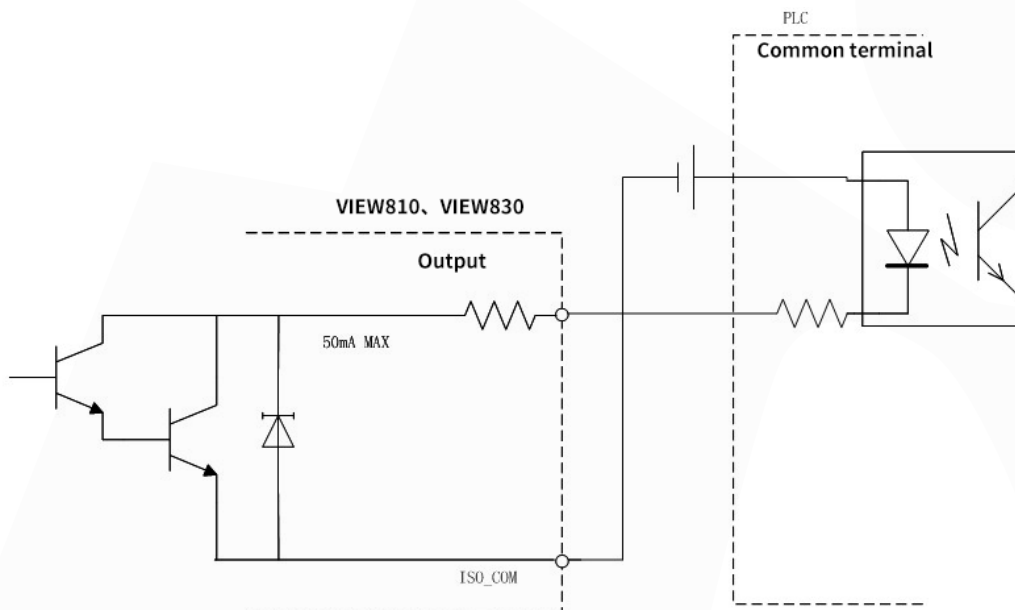 PLC
Common terminal
VIEW810、VIEW830
Output
50mA MAX
ISO_COM